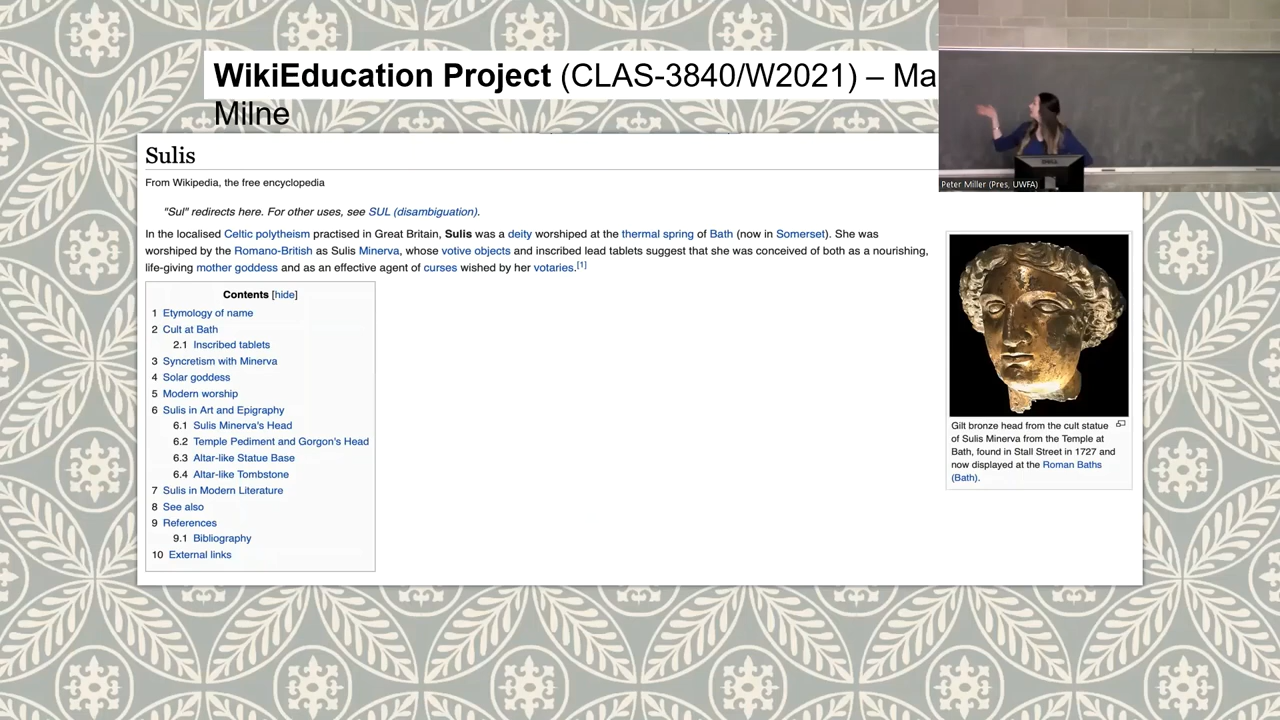 WikiEducation Project (CLAS-3840/W2021) – Ma
Milne
Peter Miller (Pres, UWFA)
Sulis
From Wikipedia, the free encyclopedia
"Sul" redirects here. For other uses, see SUL (disambiguation).
In the localised Celtic polytheism practised in Great Britain, Sulis was a deity worshiped at the thermal spring of Bath (now in Somerset). She was
worshiped by the Romano-British as Sulis Minerva, whose votive objects and inscribed lead tablets suggest that she was conceived of both as a nourishing,
life-giving mother goddess and as an effective agent of curses wished by her votaries.[1]
Contents [hide]
1 Etymology of name
2 Cult at Bath
2.1 Inscribed tablets
3 Syncretism with Minerva
4 Solar goddess
5 Modern worship
6 Sulis in Art and Epigraphy
6.1 Sulis Minerva's Head
6.2 Temple Pediment and Gorgon's Head
6.3 Altar-like Statue Base
6.4 Altar-like Tombstone
7 Sulis in Modern Literature
8 See also
9 References
9.1 Bibliography
10 External links
Gilt bronze head from the cult statue
of Sulis Minerva from the Temple at
Bath, found in Stall Street in 1727 and
now displayed at the Roman Baths
(Bath).